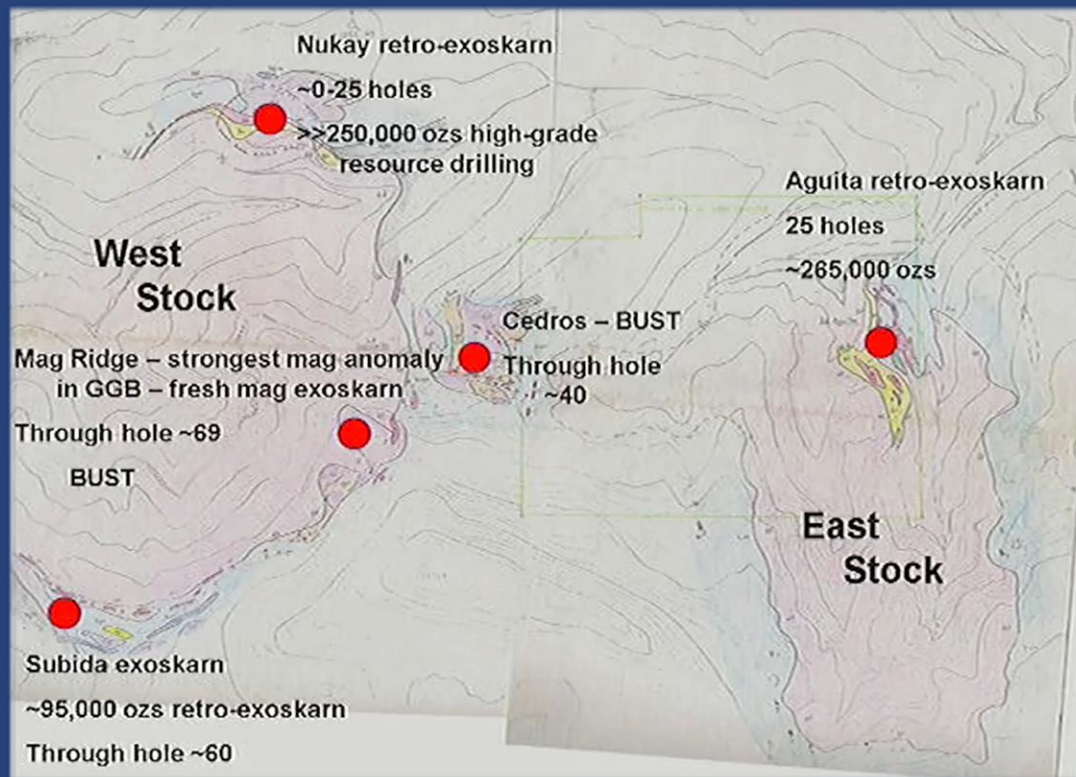 Nukay retro-exoskarn
~0-25 holes
>>250,000 ozs high-grade
resource drilling
Aguita retro-exoskarn
25 holes
~265,000 ozs
West
Stock
Cedros – BUST
Through hole
~40
Mag Ridge – strongest mag anomaly
in GGB – fresh mag exoskarn
Through hole ~69
BUST
East
Stock
Subida exoskarn
~95,000 ozs retro-exoskarn
Through hole ~60